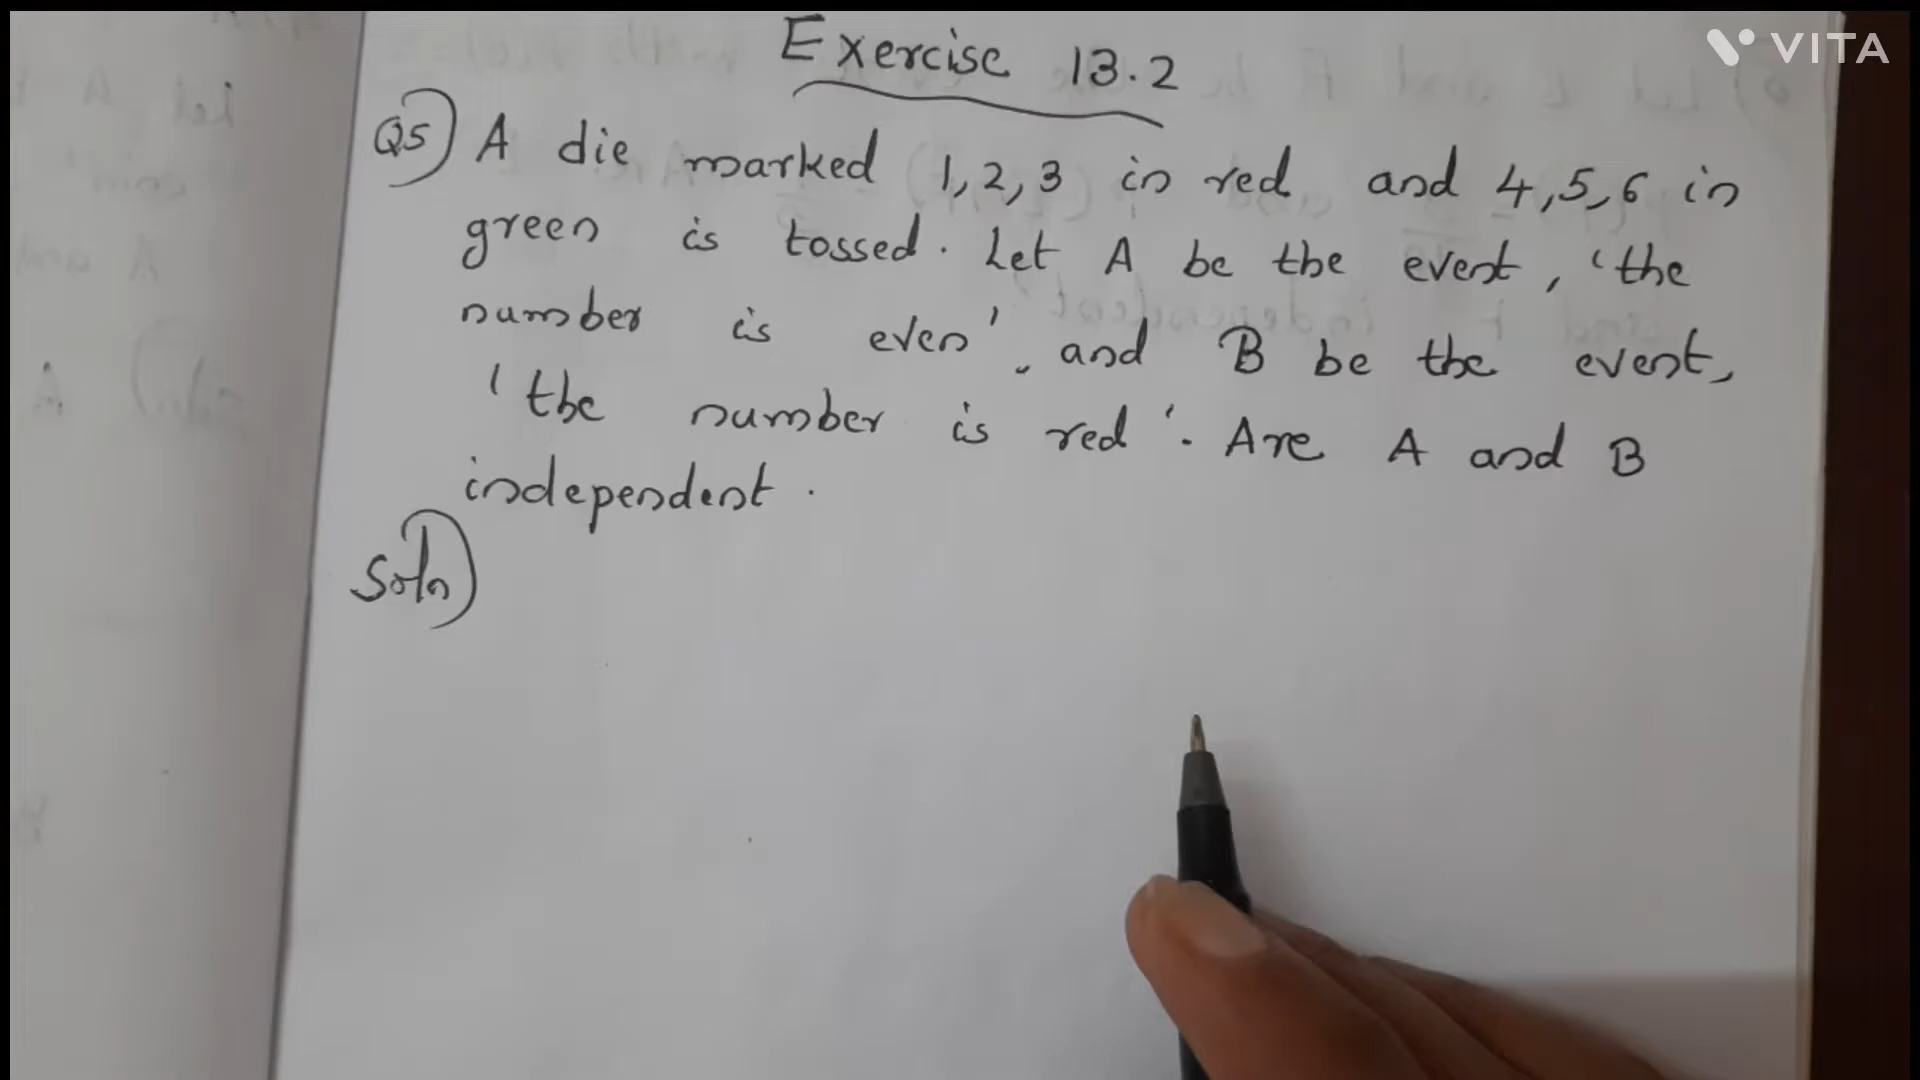 VITA
Exercise 13.2
Q5) A die marked 1,2,3 in red and 4,5,6 in
green is tossed. Let A be the event, 'the
number is even', and B be the event,
'the number is red'. Are A and B
independent.
Soln)
Let A
A and